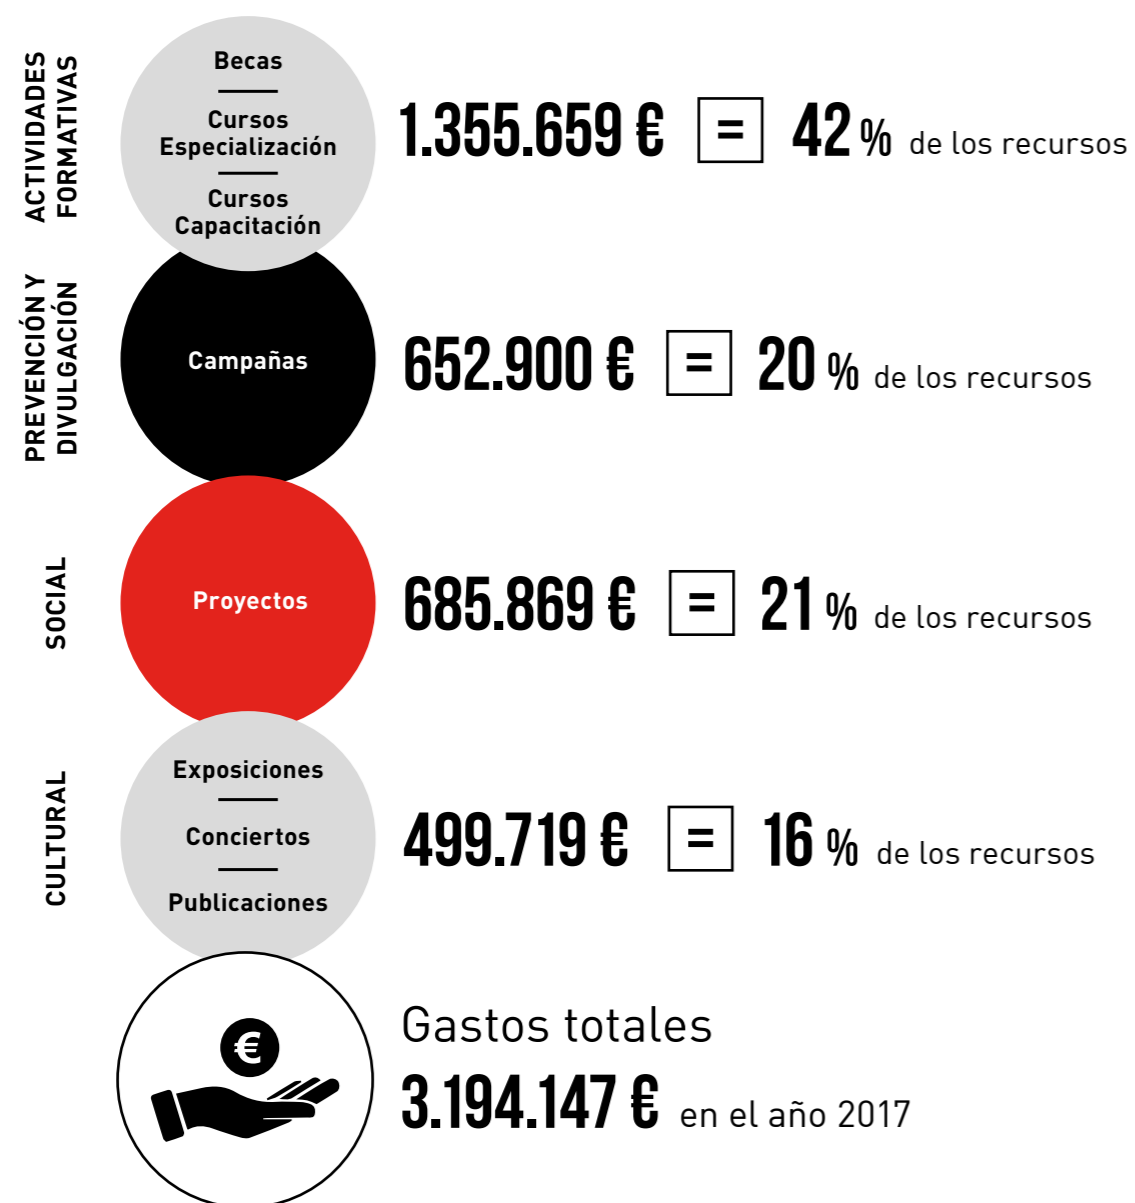 ACTIVIDADES
FORMATIVAS
Becas
Cursos
Especialización
Cursos
Capacitación
1.355.659 € = 42 % de los recursos
PREVENCIÓN Y
DIVULGACIÓN
Campañas
652.900 € = 20 % de los recursos
SOCIAL
Proyectos
685.869 € = 21 % de los recursos
CULTURAL
Exposiciones
Conciertos
Publicaciones
499.719 € = 16 % de los recursos
€
Gastos totales
3.194.147 € en el año 2017